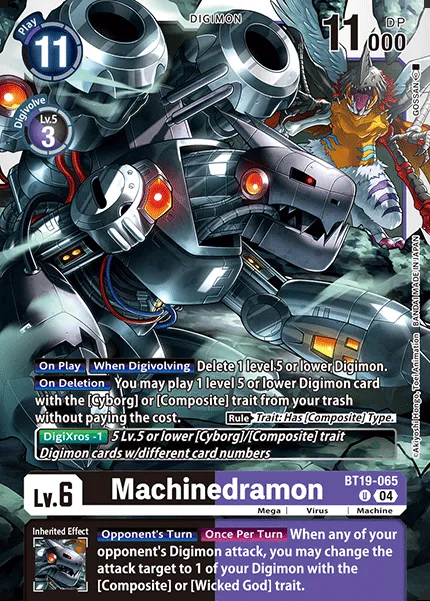 DIGIMON
Play
11
11000
DP
Digivolve
Lv.5
3
GOSSAN
©Akiyoshi Hongo, Toei Animation BANDAI MADE IN JAPAN
On Play When Digivolving Delete 1 level 5 or lower Digimon.
On Deletion You may play 1 level 5 or lower Digimon card
with the [Cyborg] or [Composite] trait from your trash
without paying the cost. Rule Trait: Has [Composite] Type.
DigiXros -1 5 Lv.5 or lower [Cyborg]/[Composite] trait
Digimon cards w/different card numbers
Lv.6
Machinedramon
BT19-065
U 04
Mega | Virus | Machine
Inherited Effect
Opponent's Turn Once Per Turn When any of your
opponent's Digimon attack, you may change the
attack target to 1 of your Digimon with the
[Composite] or [Wicked God] trait.